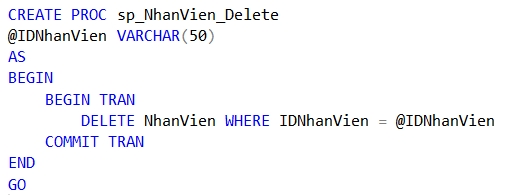 CREATE PROC sp_NhanVien_Delete
@IDNhanVien VARCHAR(50)
AS
BEGIN
    BEGIN TRAN
        DELETE NhanVien WHERE IDNhanVien = @IDNhanVien
    COMMIT TRAN
END
GO